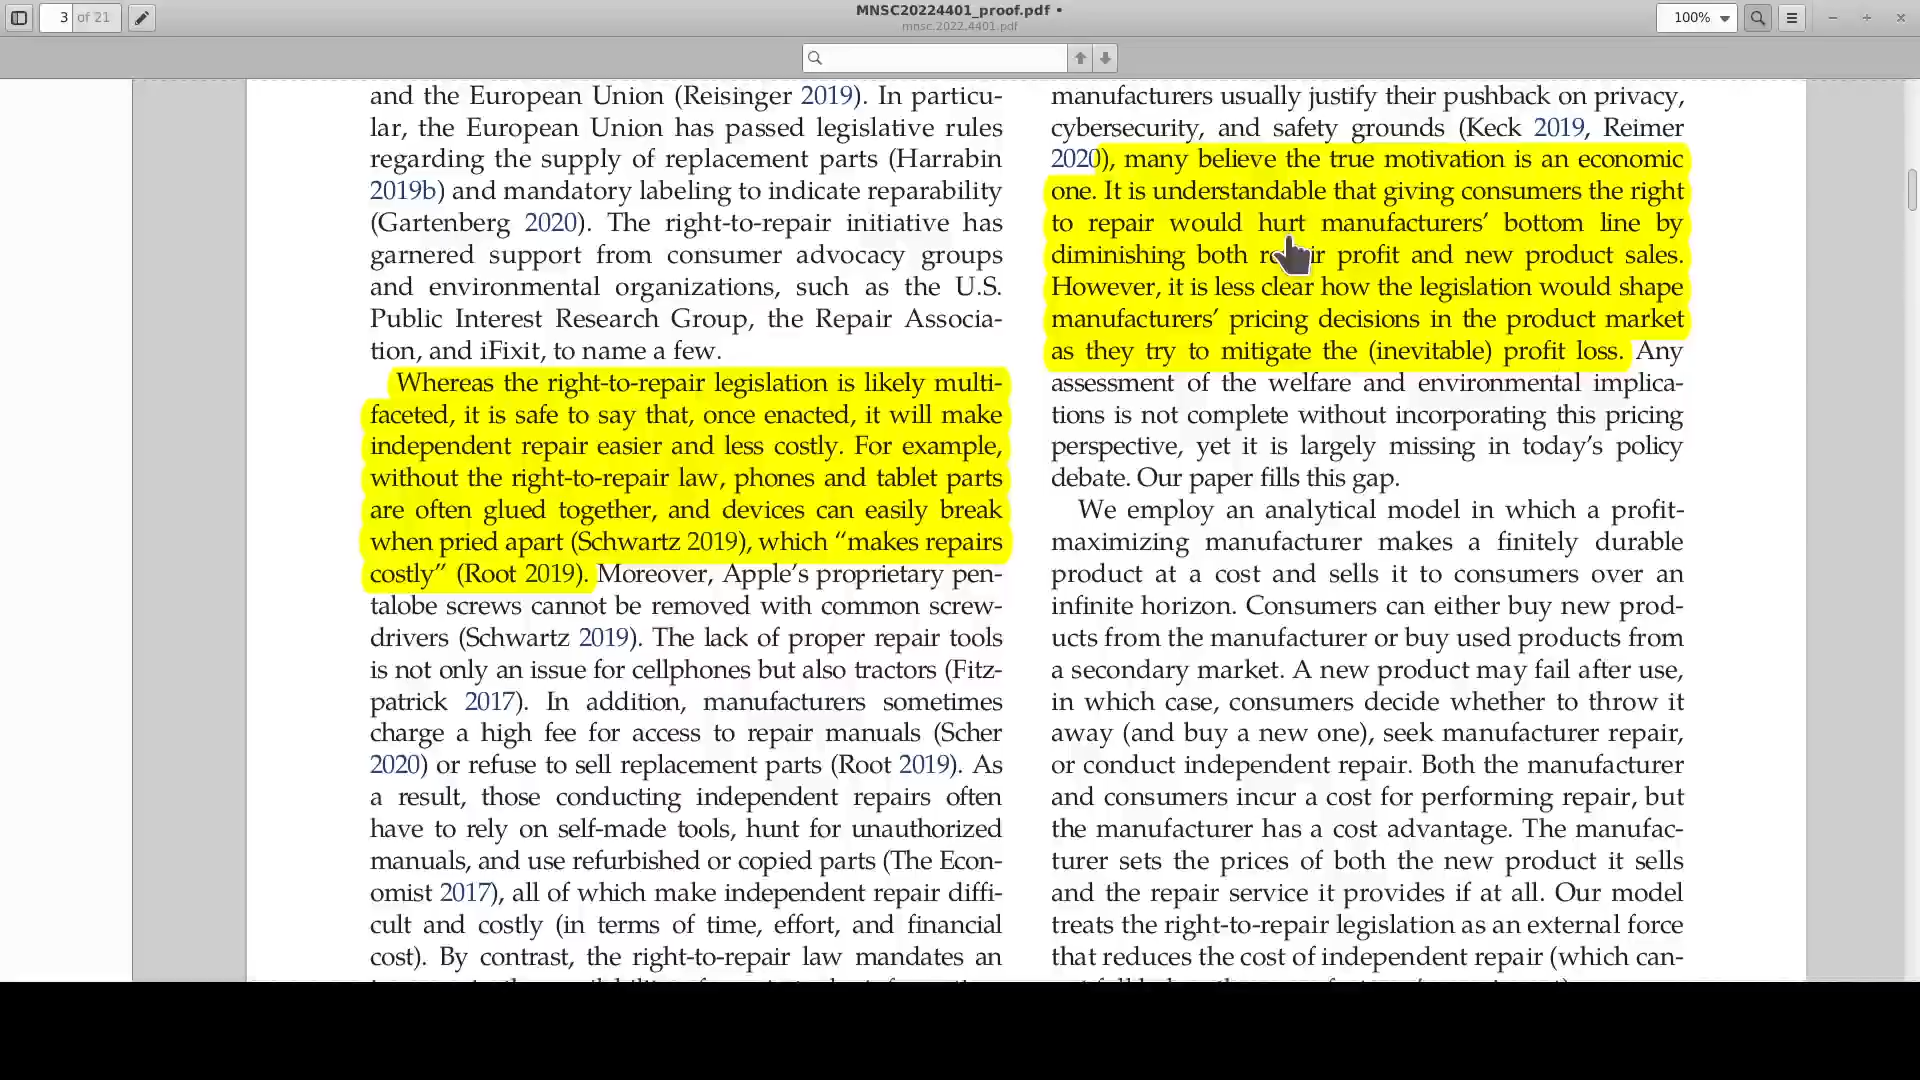 3 of 21
MNSC20224401_proof.pdf •
mnsc.2022.4401.pdf
100%
and the European Union (Reisinger 2019). In particu-
lar, the European Union has passed legislative rules
regarding the supply of replacement parts (Harrabin
2019b) and mandatory labeling to indicate reparability
(Gartenberg 2020). The right-to-repair initiative has
garnered support from consumer advocacy groups
and environmental organizations, such as the U.S.
Public Interest Research Group, the Repair Associa-
tion, and iFixit, to name a few.
Whereas the right-to-repair legislation is likely multi-
faceted, it is safe to say that, once enacted, it will make
independent repair easier and less costly. For example,
without the right-to-repair law, phones and tablet parts
are often glued together, and devices can easily break
when pried apart (Schwartz 2019), which “makes repairs
costly” (Root 2019). Moreover, Apple’s proprietary pen-
talobe screws cannot be removed with common screw-
drivers (Schwartz 2019). The lack of proper repair tools
is not only an issue for cellphones but also tractors (Fitz-
patrick 2017). In addition, manufacturers sometimes
charge a high fee for access to repair manuals (Scher
2020) or refuse to sell replacement parts (Root 2019). As
a result, those conducting independent repairs often
have to rely on self-made tools, hunt for unauthorized
manuals, and use refurbished or copied parts (The Econ-
omist 2017), all of which make independent repair diffi-
cult and costly (in terms of time, effort, and financial
cost). By contrast, the right-to-repair law mandates an
manufacturers usually justify their pushback on privacy,
cybersecurity, and safety grounds (Keck 2019, Reimer
2020), many believe the true motivation is an economic
one. It is understandable that giving consumers the right
to repair would hurt manufacturers’ bottom line by
diminishing both repair profit and new product sales.
However, it is less clear how the legislation would shape
manufacturers’ pricing decisions in the product market
as they try to mitigate the (inevitable) profit loss. Any
assessment of the welfare and environmental implica-
tions is not complete without incorporating this pricing
perspective, yet it is largely missing in today’s policy
debate. Our paper fills this gap.
We employ an analytical model in which a profit-
maximizing manufacturer makes a finitely durable
product at a cost and sells it to consumers over an
infinite horizon. Consumers can either buy new prod-
ucts from the manufacturer or buy used products from
a secondary market. A new product may fail after use,
in which case, consumers decide whether to throw it
away (and buy a new one), seek manufacturer repair,
or conduct independent repair. Both the manufacturer
and consumers incur a cost for performing repair, but
the manufacturer has a cost advantage. The manufac-
turer sets the prices of both the new product it sells
and the repair service it provides if at all. Our model
treats the right-to-repair legislation as an external force
that reduces the cost of independent repair (which can-